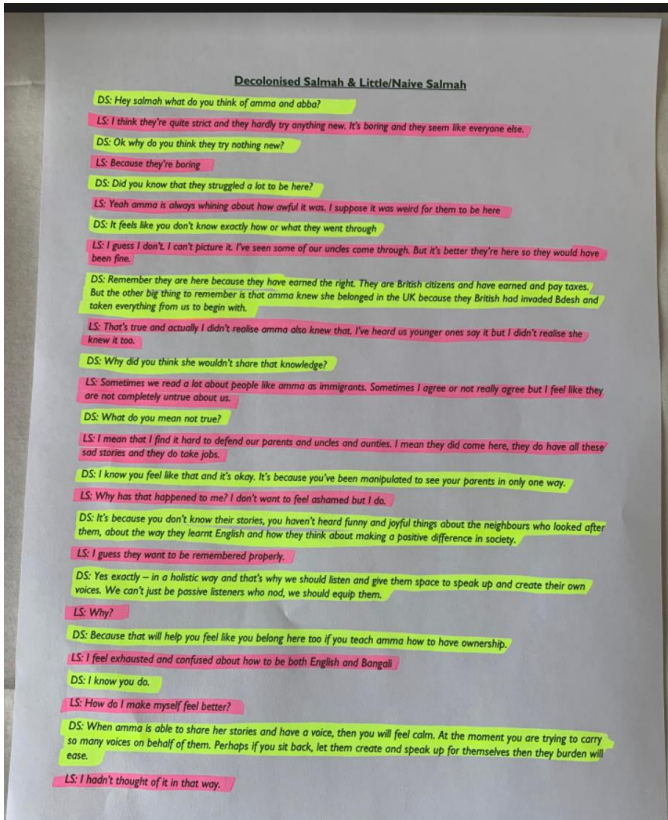 Decolonised Salmah & Little/Naive Salmah
DS: Hey salmah what do you think of amma and abba?
LS: I think they're quite strict and they hardly try anything new. It's boring and they seem like everyone else.
DS: Ok why do you think they try nothing new?
LS: Because they're boring
DS: Did you know that they struggled a lot to be here?
LS: Yeah amma is always whining about how awful it was. I suppose it was weird for them to be here
DS: It feels like you don't know exactly how or what they went through
LS: I guess I don't. I can't picture it. I've seen some of our uncles come through. But it's better they're here so they would have
been fine.
DS: Remember they are here because they have earned the right. They are British citizens and have earned and pay taxes.
But the other big thing to remember is that amma knew she belonged in the UK because they British had invaded Bdesh and
taken everything from us to begin with.
LS: That's true and actually I didn't realise amma also knew that. I've heard us younger ones say it but I didn't realise she
knew it too.
DS: Why did you think she wouldn't share that knowledge?
LS: Sometimes we read a lot about people like amma as immigrants. Sometimes I agree or not really agree but I feel like they
are not completely untrue about us.
DS: What do you mean not true?
LS: I mean that I find it hard to defend our parents and uncles and aunties. I mean they did come here, they do have all these
sad stories and they do take jobs.
DS: I know you feel like that and it's okay. It's because you've been manipulated to see your parents in only one way.
LS: Why has that happened to me? I don't want to feel ashamed but I do.
DS: It's because you don't know their stories, you haven't heard funny and joyful things about the neighbours who looked after
them, about the way they learnt English and how they think about making a positive difference in society.
LS: I guess they want to be remembered properly.
DS: Yes exactly – in a holistic way and that's why we should listen and give them space to speak up and create their own
voices. We can't just be passive listeners who nod, we should equip them.
LS: Why?
DS: Because that will help you feel like you belong here too if you teach amma how to have ownership.
LS: I feel exhausted and confused about how to be both English and Bangali
DS: I know you do.
LS: How do I make myself feel better?
DS: When amma is able to share her stories and have a voice, then you will feel calm. At the moment you are trying to carry
so many voices on behalf of them. Perhaps if you sit back, let them create and speak up for themselves then they burden will
ease.
LS: I hadn't thought of it in that way.